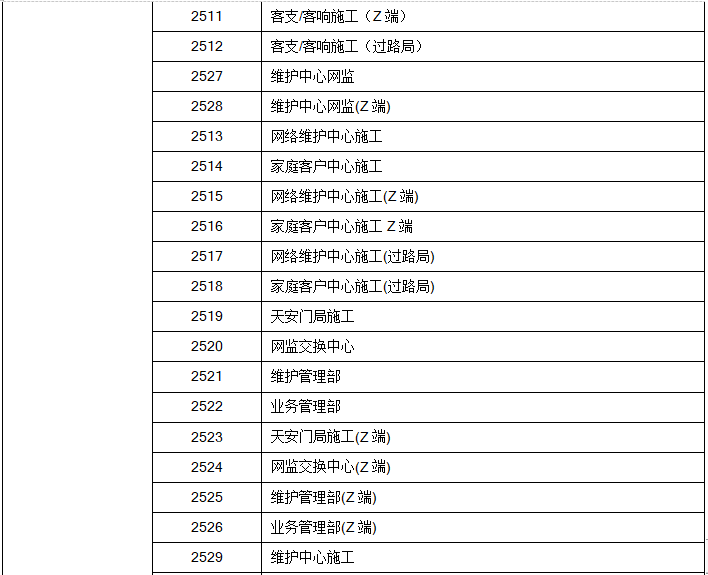 2511 客支/客响施工（Z 端）
2512 客支/客响施工（过路局）
2527 维护中心网监
2528 维护中心网监(Z 端)
2513 网络维护中心施工
2514 家庭客户中心施工
2515 网络维护中心施工(Z 端)
2516 家庭客户中心施工 Z 端
2517 网络维护中心施工(过路局)
2518 家庭客户中心施工(过路局)
2519 天安门局施工
2520 网监交换中心
2521 维护管理部
2522 业务管理部
2523 天安门局施工(Z 端)
2524 网监交换中心(Z 端)
2525 维护管理部(Z 端)
2526 业务管理部(Z 端)
2529 维护中心施工